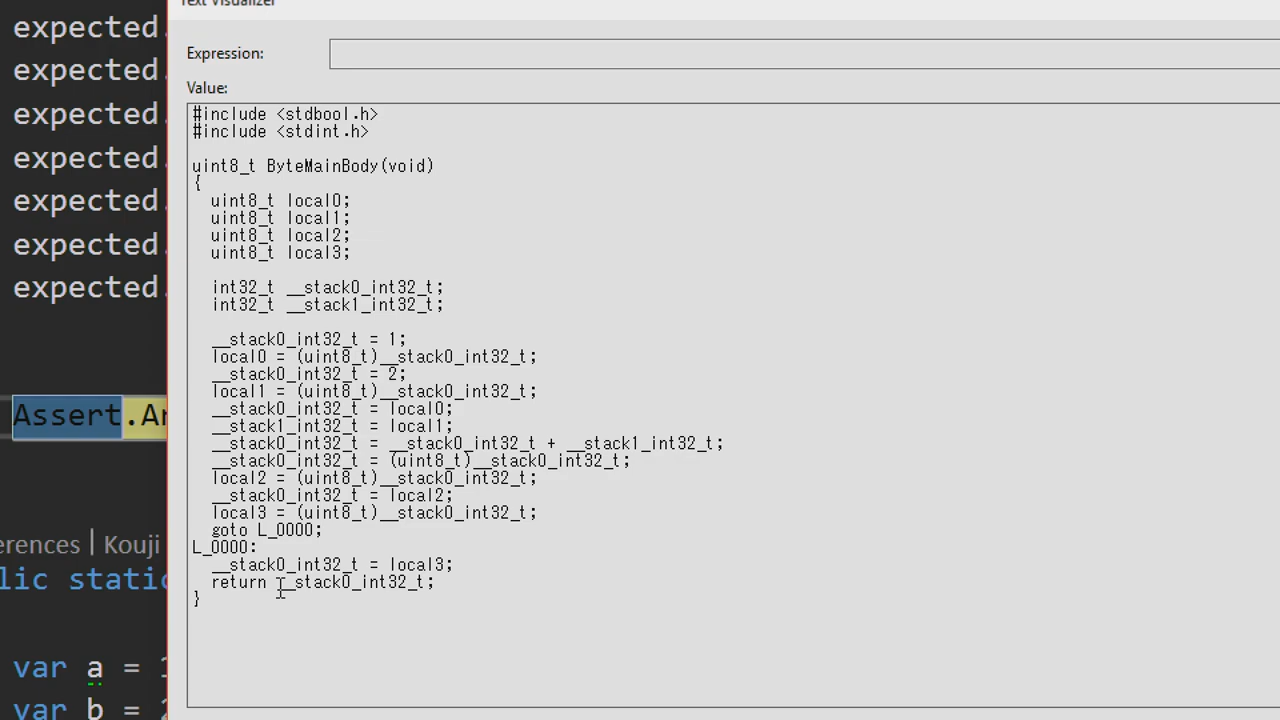 Text Visualizer
expected.
expected.
expected.
expected.
expected.
expected.
expected.
Assert.Ar
erences | Kouji
lic static
var a =
var b =
Expression:
Value:
#include <stdbool.h>
#include <stdint.h>
uint8_t ByteMainBody(void)
{
  uint8_t local0;
  uint8_t local1;
  uint8_t local2;
  uint8_t local3;
  int32_t __stack0_int32_t;
  int32_t __stack1_int32_t;
  __stack0_int32_t = 1;
  local0 = (uint8_t)__stack0_int32_t;
  __stack0_int32_t = 2;
  local1 = (uint8_t)__stack0_int32_t;
  __stack0_int32_t = local0;
  __stack1_int32_t = local1;
  __stack0_int32_t = __stack0_int32_t + __stack1_int32_t;
  __stack0_int32_t = (uint8_t)__stack0_int32_t;
  local2 = (uint8_t)__stack0_int32_t;
  __stack0_int32_t = local2;
  local3 = (uint8_t)__stack0_int32_t;
  goto L_0000;
L_0000:
  __stack0_int32_t = local3;
  return __stack0_int32_t;
}